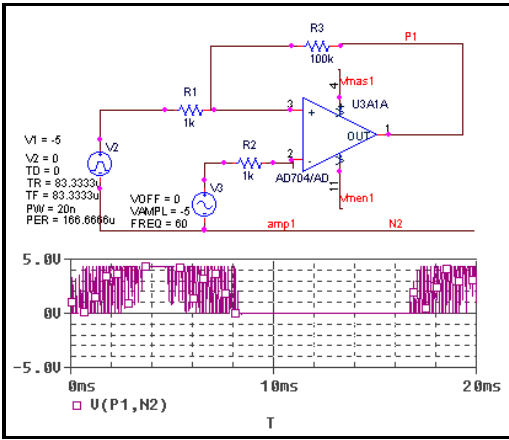 R3
100k
P1
Vmas1
4
U3A1A
R1
1k
3
+
OUT
1
R2
1k
2
-
AD704/AD
11
Vmen1
V1 = -5
V2 = 0
TD = 0
TR = 83.3333u
TF = 83.3333u
PW = 20n
PER = 166.6666u
V2
V3
VOFF = 0
VAMPL = -5
FREQ = 60
amp1
N2
5.0V
0V
-5.0V
0ms
10ms
20ms
V(P1,N2)
T